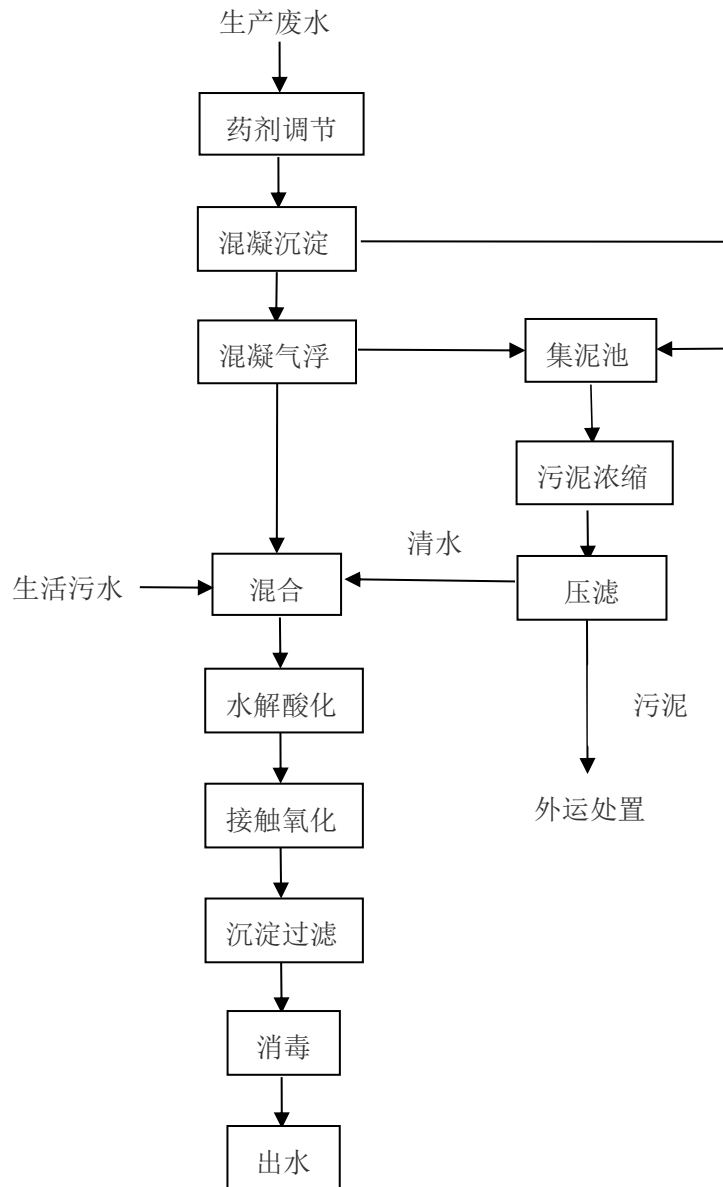 生产废水
药剂调节
混凝沉淀
混凝气浮
集泥池
污泥浓缩
清水
生活污水
混合
压滤
水解酸化
污泥
接触氧化
外运处置
沉淀过滤
消毒
出水